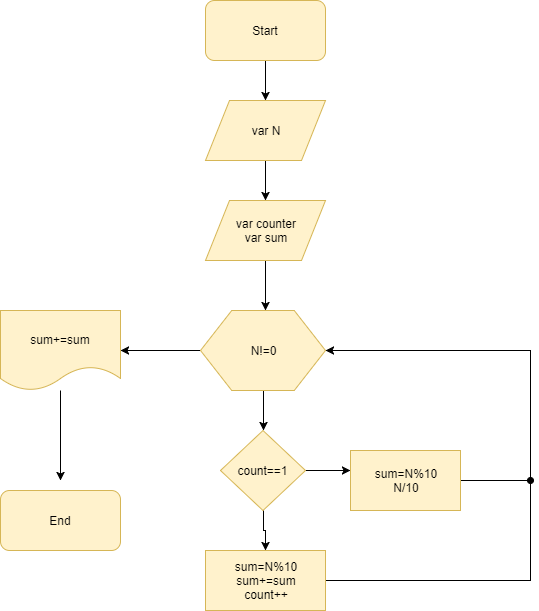 Start
var N
var counter
var sum
N!=0
sum+=sum
count==1
sum=N%10
N/10
End
sum=N%10
sum+=sum
count++